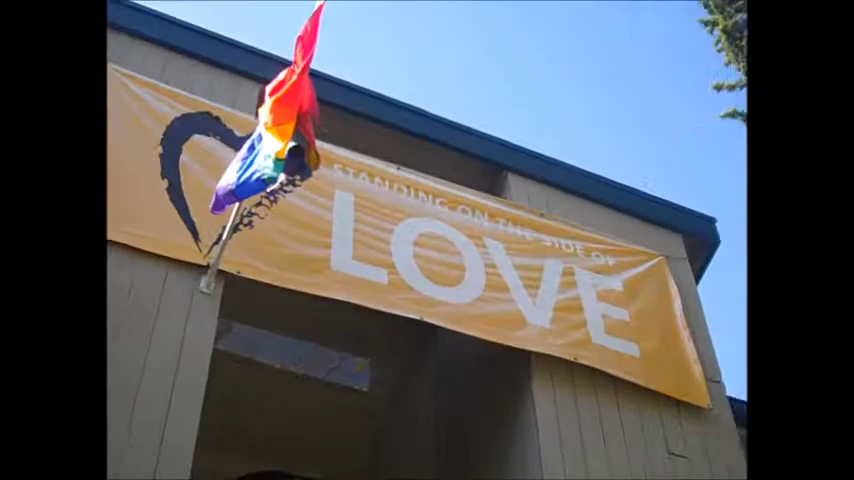 STANDING ON THE SIDE OF
LOVE